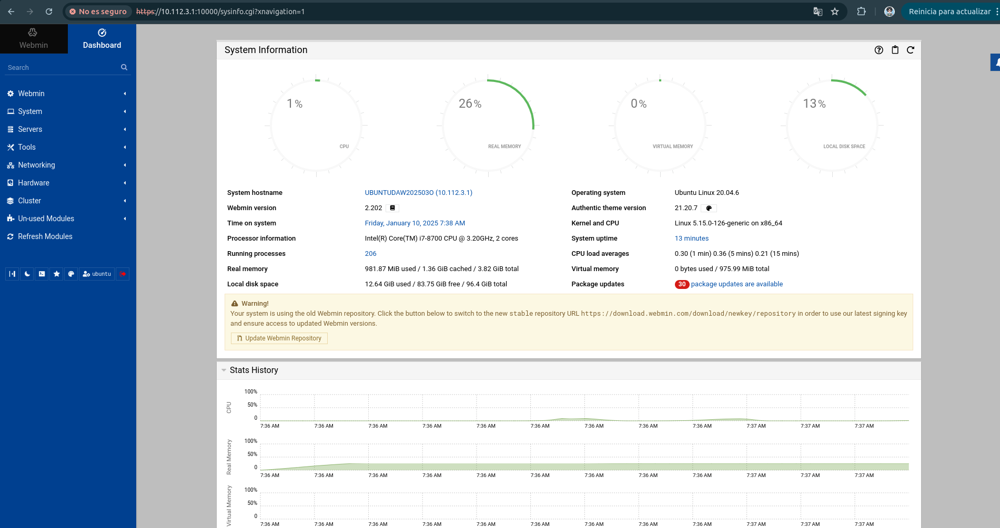 No es seguro https://10.112.3.1:10000/sysinfo.cgi?xnavigation=1 Reinicia para actualizar
Webmin
Dashboard
Search
Webmin
System
Servers
Tools
Networking
Hardware
Cluster
Un-used Modules
Refresh Modules
ubuntu
System Information
1%
CPU
26%
REAL MEMORY
0%
VIRTUAL MEMORY
13%
LOCAL DISK SPACE
System hostname UBUNTUDAW202503O (10.112.3.1) Operating system Ubuntu Linux 20.04.6
Webmin version 2.202 Authentic theme version 21.20.7
Time on system Friday, January 10, 2025 7:38 AM Kernel and CPU Linux 5.15.0-126-generic on x86_64
Processor information Intel(R) Core(TM) i7-8700 CPU @ 3.20GHz, 2 cores System uptime 13 minutes
Running processes 206 CPU load averages 0.30 (1 min) 0.36 (5 mins) 0.21 (15 mins)
Real memory 981.87 MiB used / 1.36 GiB cached / 3.82 GiB total Virtual memory 0 bytes used / 975.99 MiB total
Local disk space 12.64 GiB used / 83.75 GiB free / 96.4 GiB total Package updates 30 package updates are available
Warning!
Your system is using the old Webmin repository. Click the button below to switch to the new stable repository URL https://download.webmin.com/download/newkey/repository in order to use our latest signing key
and ensure access to updated Webmin versions.
Update Webmin Repository
Stats History
CPU
100%
50%
0
7:36 AM 7:36 AM 7:36 AM 7:36 AM 7:36 AM 7:36 AM 7:36 AM 7:36 AM 7:36 AM 7:37 AM 7:37 AM 7:37 AM
Real Memory
100%
50%
0
7:36 AM 7:36 AM 7:36 AM 7:36 AM 7:36 AM 7:36 AM 7:36 AM 7:36 AM 7:36 AM 7:37 AM 7:37 AM 7:37 AM
Virtual Memory
100%
50%
0
7:36 AM 7:36 AM 7:36 AM 7:36 AM 7:36 AM 7:36 AM 7:36 AM 7:36 AM 7:36 AM 7:37 AM 7:37 AM 7:37 AM